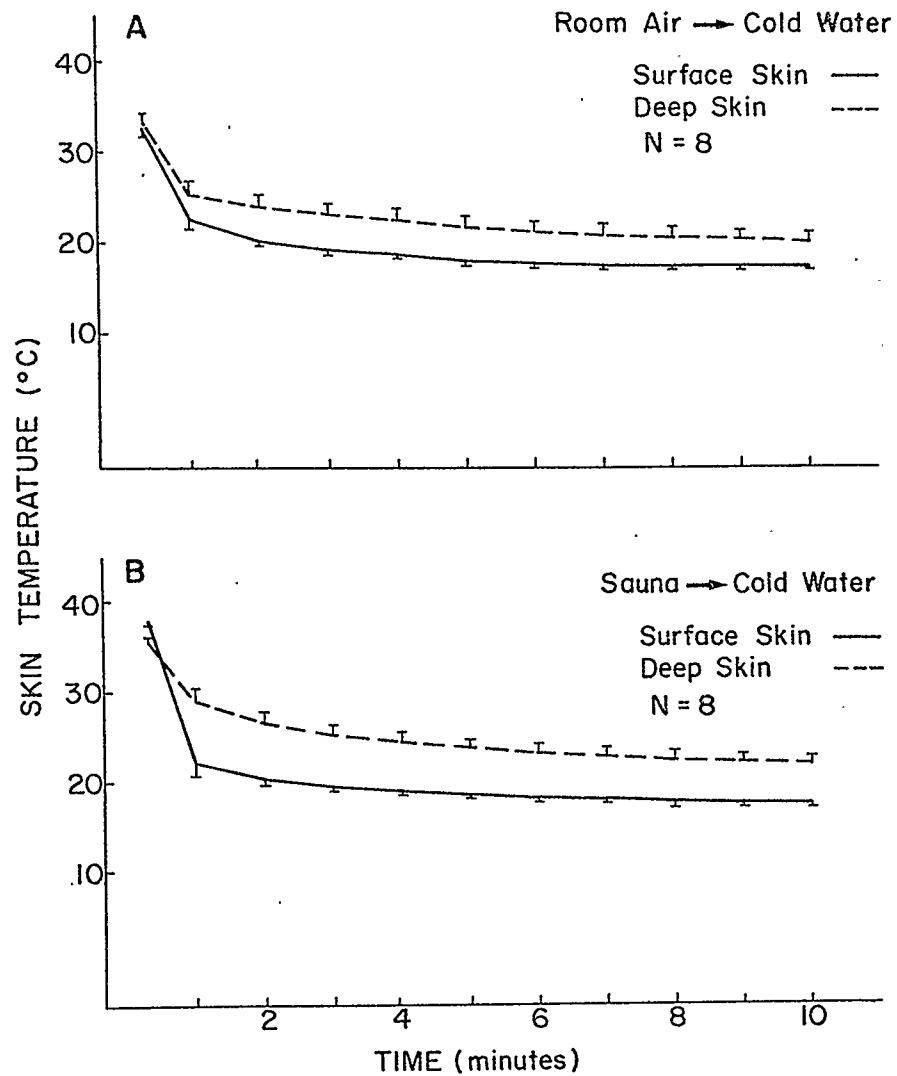 A
Room Air → Cold Water
Surface Skin
Deep Skin
N = 8
40
30
20
10
SKIN TEMPERATURE (°C)
B
Sauna → Cold Water
Surface Skin
Deep Skin
N = 8
40
30
20
10
2 4 6 8 10
TIME (minutes)